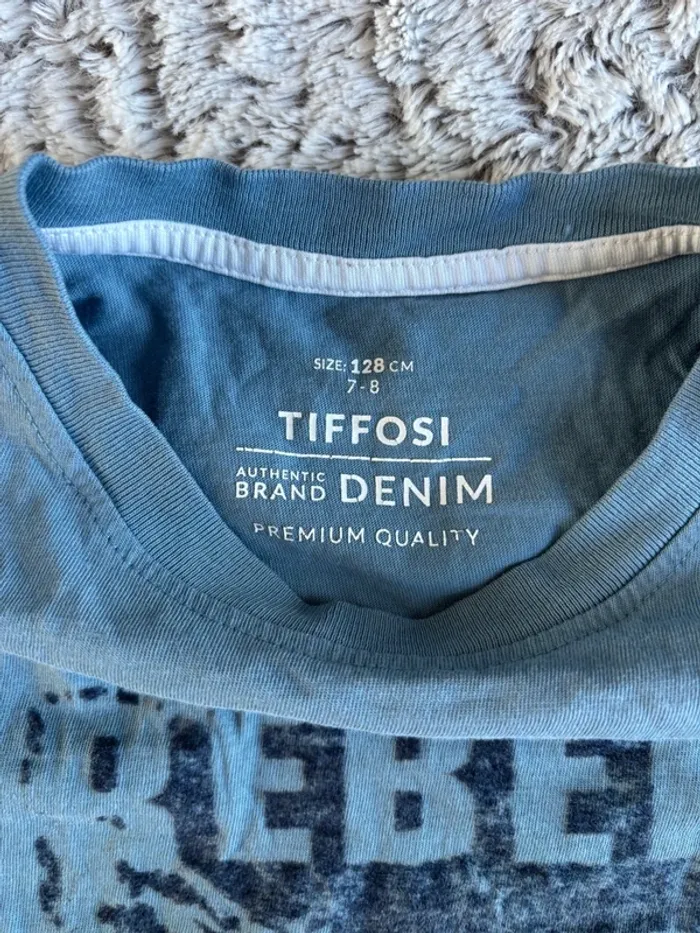 SIZE: 128 CM
7-8
TIFFOSI
AUTHENTIC
BRAND DENIM
PREMIUM QUALITY
REBE